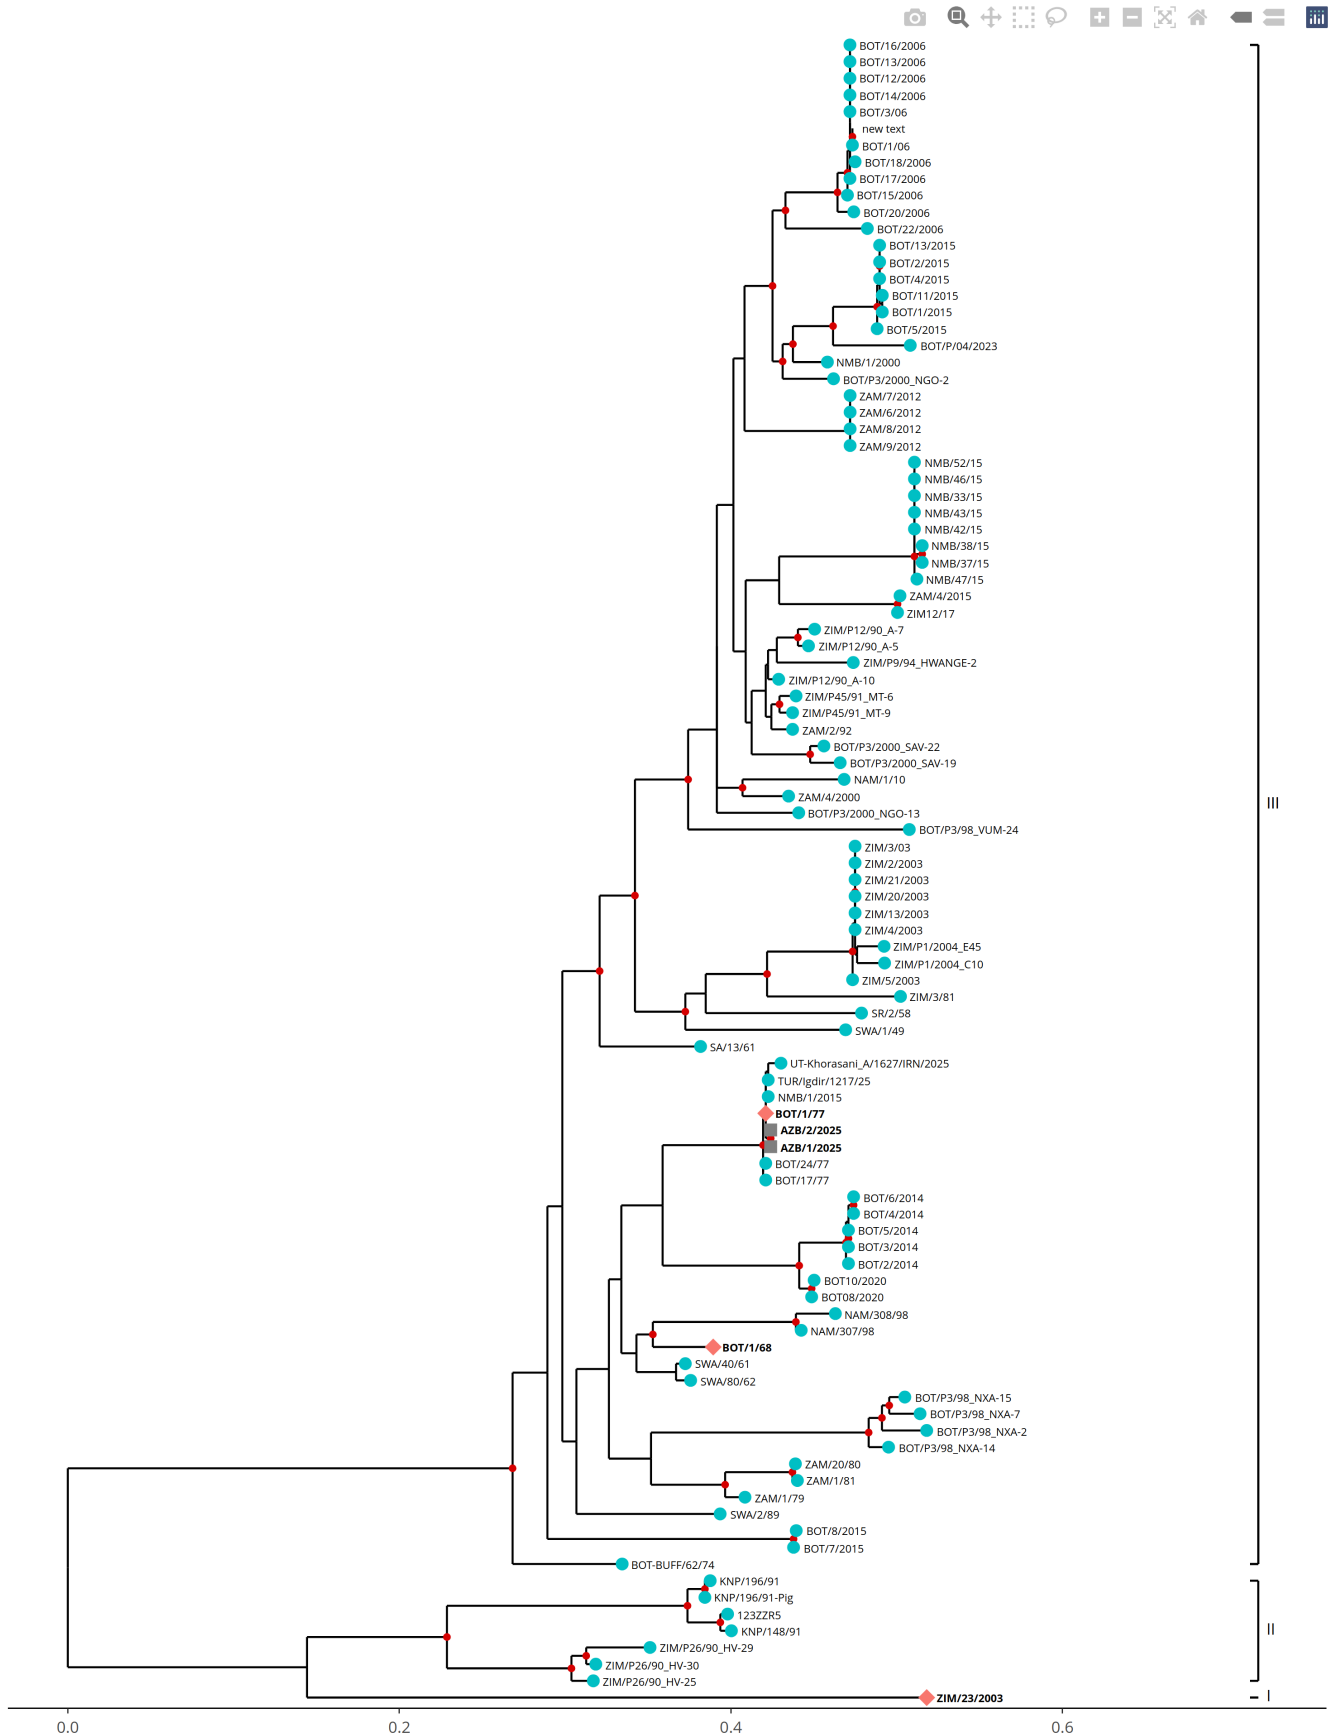 BOT/16/2006
BOT/13/2006
BOT/12/2006
BOT/14/2006
BOT/3/06
new text
BOT/1/06
BOT/18/2006
BOT/17/2006
BOT/15/2006
BOT/20/2006
BOT/22/2006
BOT/13/2015
BOT/2/2015
BOT/4/2015
BOT/11/2015
BOT/1/2015
BOT/5/2015
BOT/P/04/2023
NMB/1/2000
BOT/P3/2000_NGO-2
ZAM/7/2012
ZAM/6/2012
ZAM/8/2012
ZAM/9/2012
NMB/52/15
NMB/46/15
NMB/33/15
NMB/43/15
NMB/42/15
NMB/38/15
NMB/37/15
NMB/47/15
ZAM/4/2015
ZIM12/17
ZIM/P12/90_A-7
ZIM/P12/90_A-5
ZIM/P9/94_HWANGE-2
ZIM/P12/90_A-10
ZIM/P45/91_MT-6
ZIM/P45/91_MT-9
ZAM/2/92
BOT/P3/2000_SAV-22
BOT/P3/2000_SAV-19
NAM/1/10
ZAM/4/2000
III
BOT/P3/2000_NGO-13
BOT/P3/98_VUM-24
ZIM/3/03
ZIM/2/2003
ZIM/21/2003
ZIM/20/2003
ZIM/13/2003
ZIM/4/2003
ZIM/P1/2004_E45
ZIM/P1/2004_C10
ZIM/5/2003
ZIM/3/81
SR/2/58
SWA/1/49
SA/13/61
UT-Khorasani_A/1627/IRN/2025
TUR/Igdir/1217/25
NMB/1/2015
BOT/1/77
AZB/2/2025
AZB/1/2025
BOT/24/77
BOT/17/77
BOT/6/2014
BOT/4/2014
BOT/5/2014
BOT/3/2014
BOT/2/2014
BOT10/2020
BOT08/2020
NAM/308/98
NAM/307/98
BOT/1/68
SWA/40/61
SWA/80/62
BOT/P3/98_NXA-15
BOT/P3/98_NXA-7
BOT/P3/98_NXA-2
BOT/P3/98_NXA-14
ZAM/20/80
ZAM/1/81
ZAM/1/79
SWA/2/89
BOT/8/2015
BOT/7/2015
BOT-BUFF/62/74
KNP/196/91
KNP/196/91-Pig
123ZZR5
KNP/148/91
II
ZIM/P26/90_HV-29
ZIM/P26/90_HV-30
ZIM/P26/90_HV-25
ZIM/23/2003
I
0.0 0.2 0.4 0.6